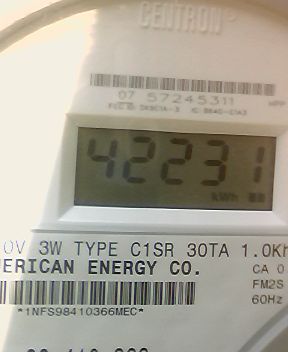 CENTRON®
07 57245311 APP
42231
kWh
0V 3W TYPE C1SR 30TA 1.0Kh
ERICAN ENERGY CO. CA 0
FM2S
60Hz
*1NFS98410366MEC*